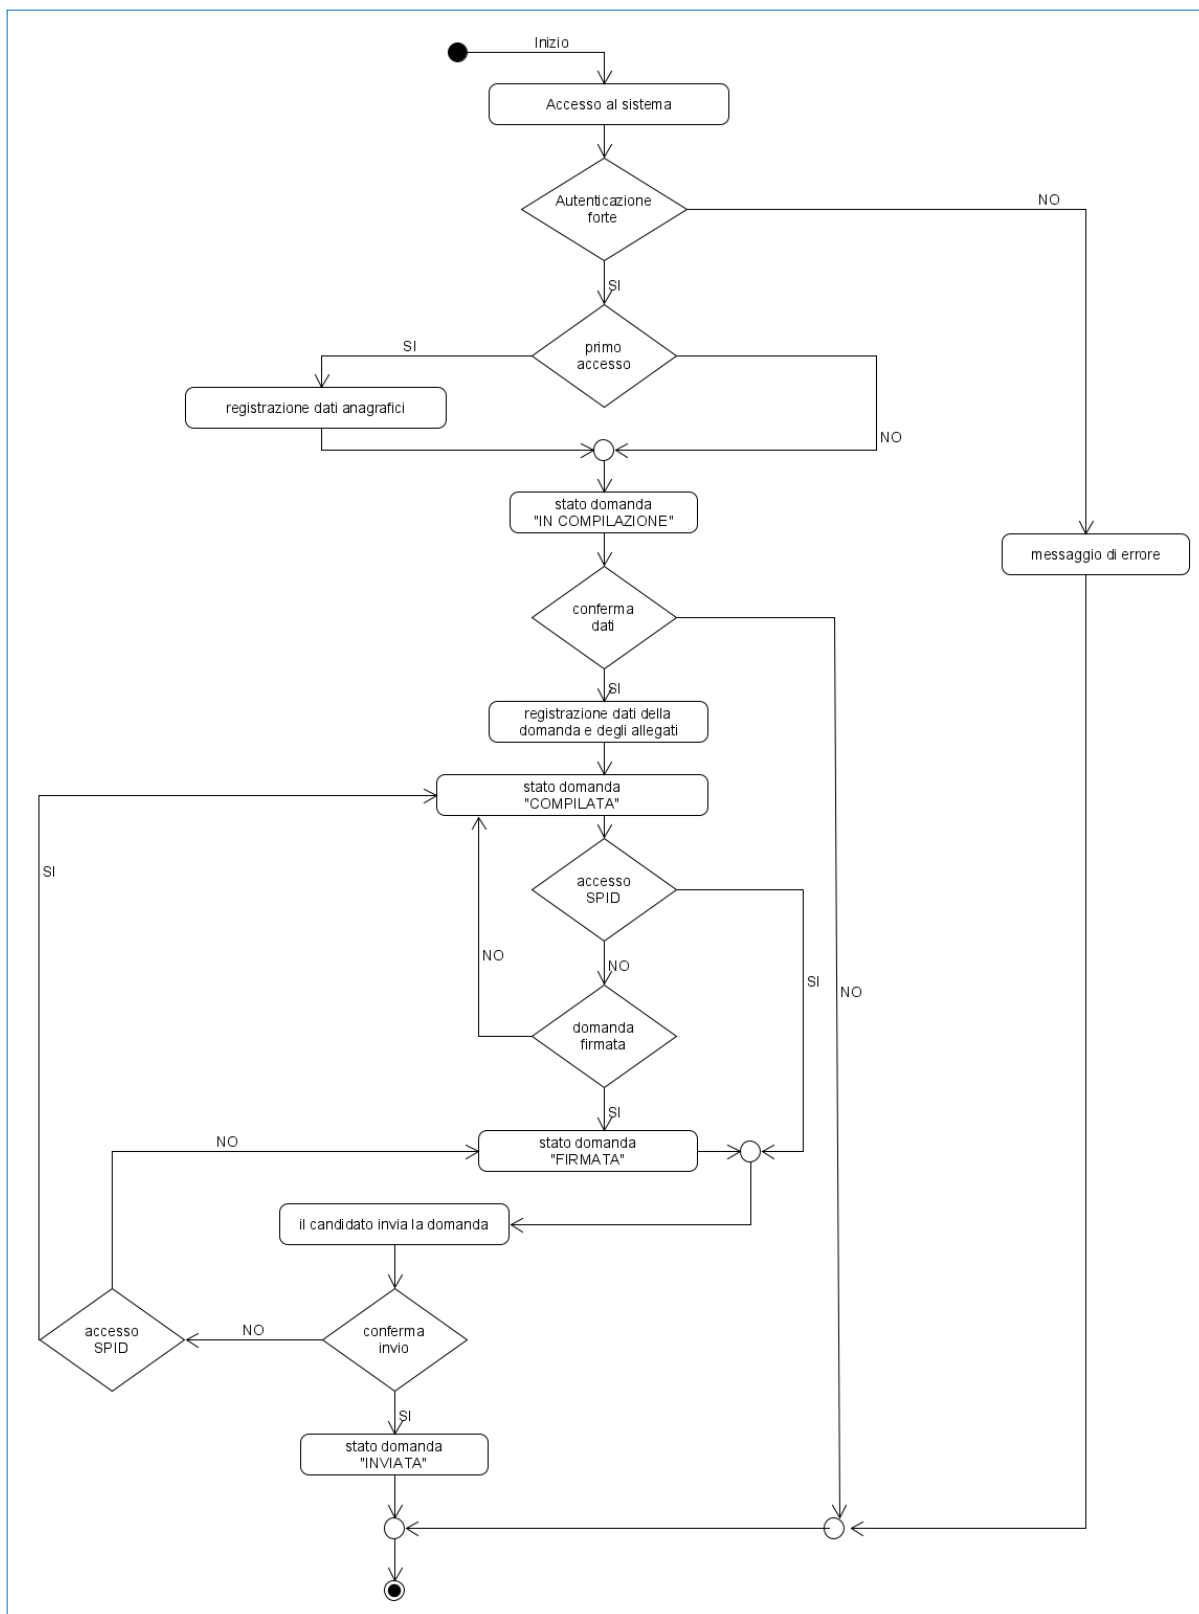 Inizio
Accesso al sistema
Autenticazione
forte
NO
SI
primo
accesso
SI
registrazione dati anagrafici
NO
stato domanda
"IN COMPILAZIONE"
messaggio di errore
conferma
dati
SI
registrazione dati della
domanda e degli allegati
stato domanda
"COMPILATA"
SI
accesso
SPID
NO
NO
SI
NO
domanda
firmata
SI
NO
stato domanda
"FIRMATA"
il candidato invia la domanda
accesso
SPID
NO
conferma
invio
SI
stato domanda
"INVIATA"